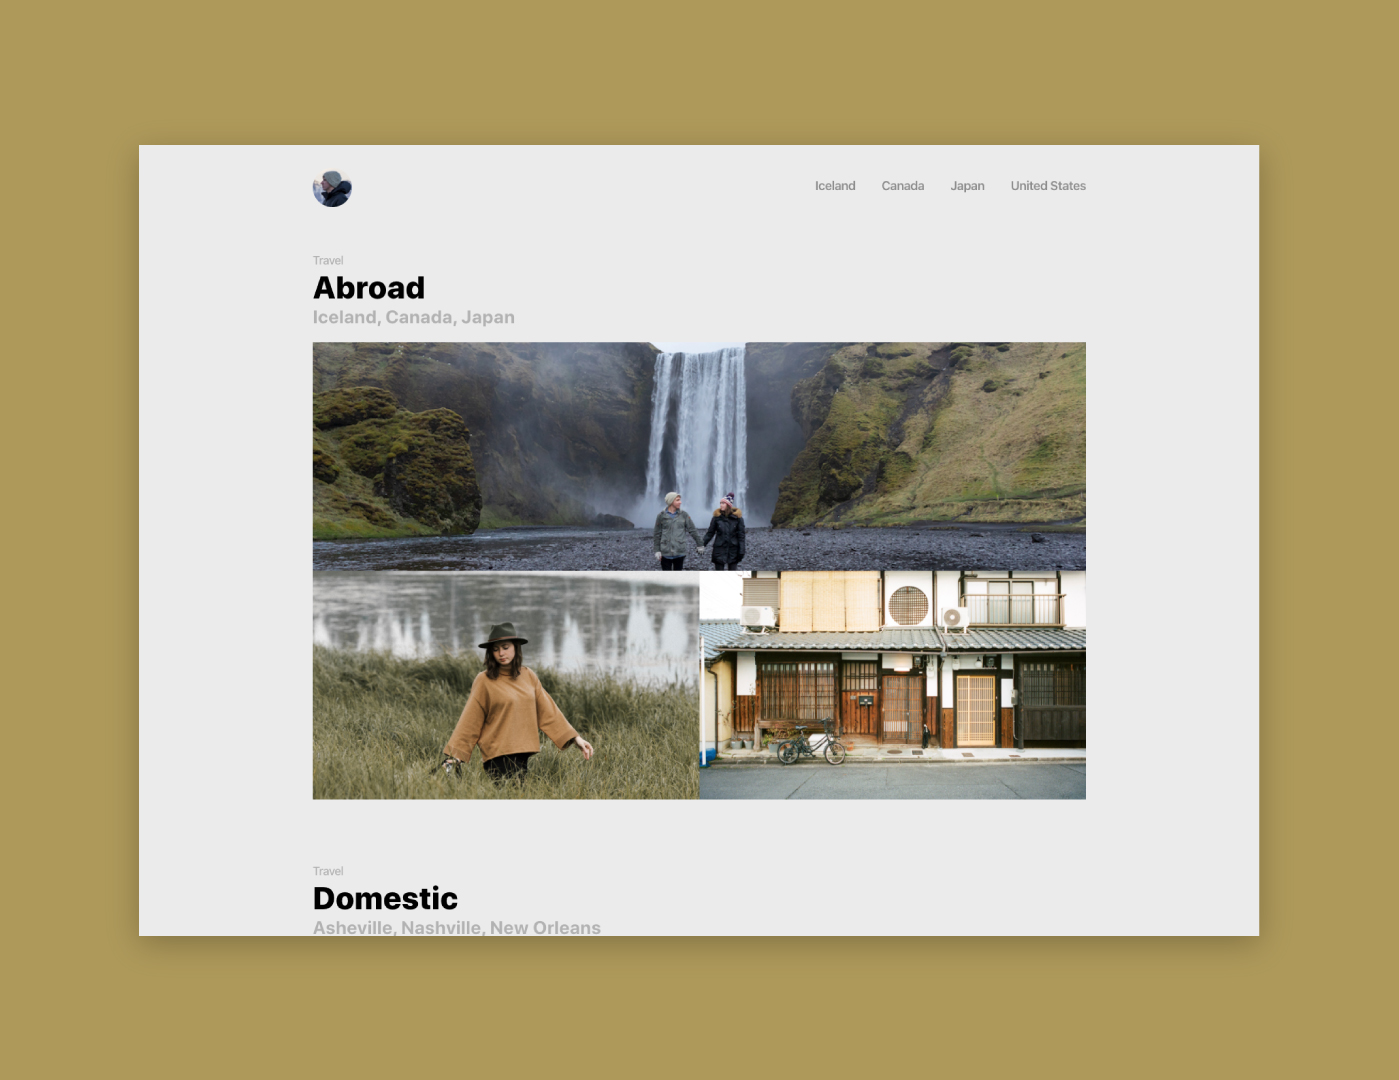 Iceland Canada Japan United States
Travel
Abroad
Iceland, Canada, Japan
Travel
Domestic
Asheville, Nashville, New Orleans